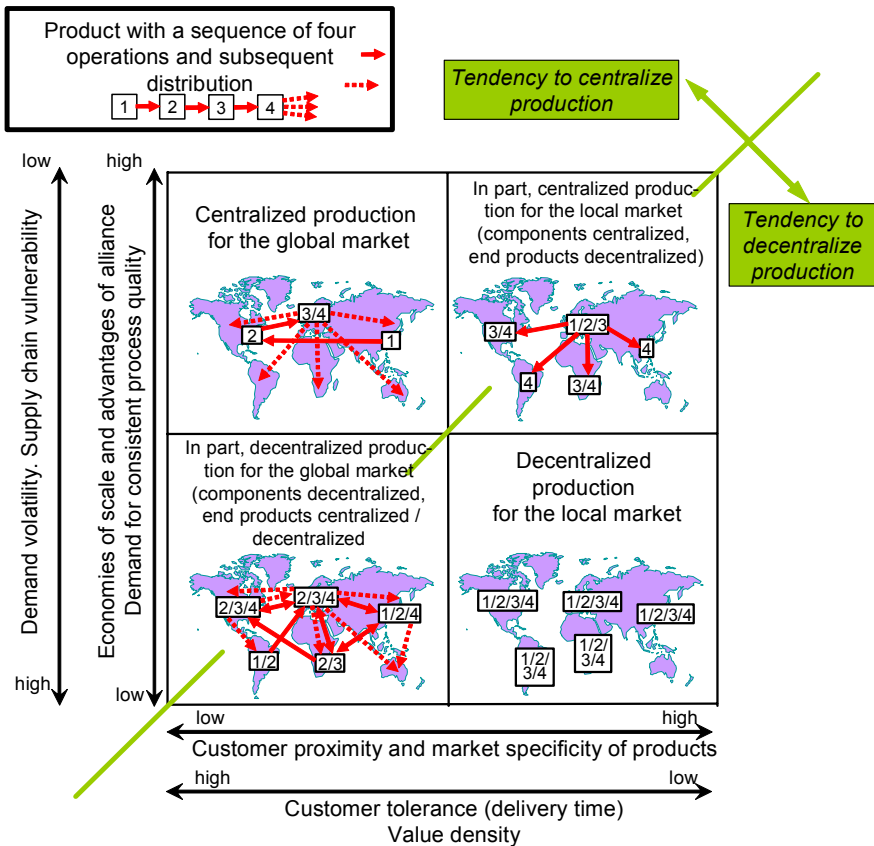 Product with a sequence of four
operations and subsequent
distribution
1 2 3 4
Tendency to centralize
production
Tendency to
decentralize
production
low
high
Demand volatility. Supply chain vulnerability
high
low
Economies of scale and advantages of alliance
Demand for consistent process quality
Centralized production
for the global market
3/4
2
1
In part, centralized produc-
tion for the local market
(components centralized,
end products decentralized)
3/4
1/2/3
4
4
3/4
In part, decentralized produc-
tion for the global market
(components decentralized,
end products centralized /
decentralized
2/3/4
2/3/4
1/2/4
1/2
2/3
Decentralized
production
for the local market
1/2/3/4
1/2/3/4
1/2/3/4
1/2/
3/4
1/2/
3/4
low
high
Customer proximity and market specificity of products
high
low
Customer tolerance (delivery time)
Value density